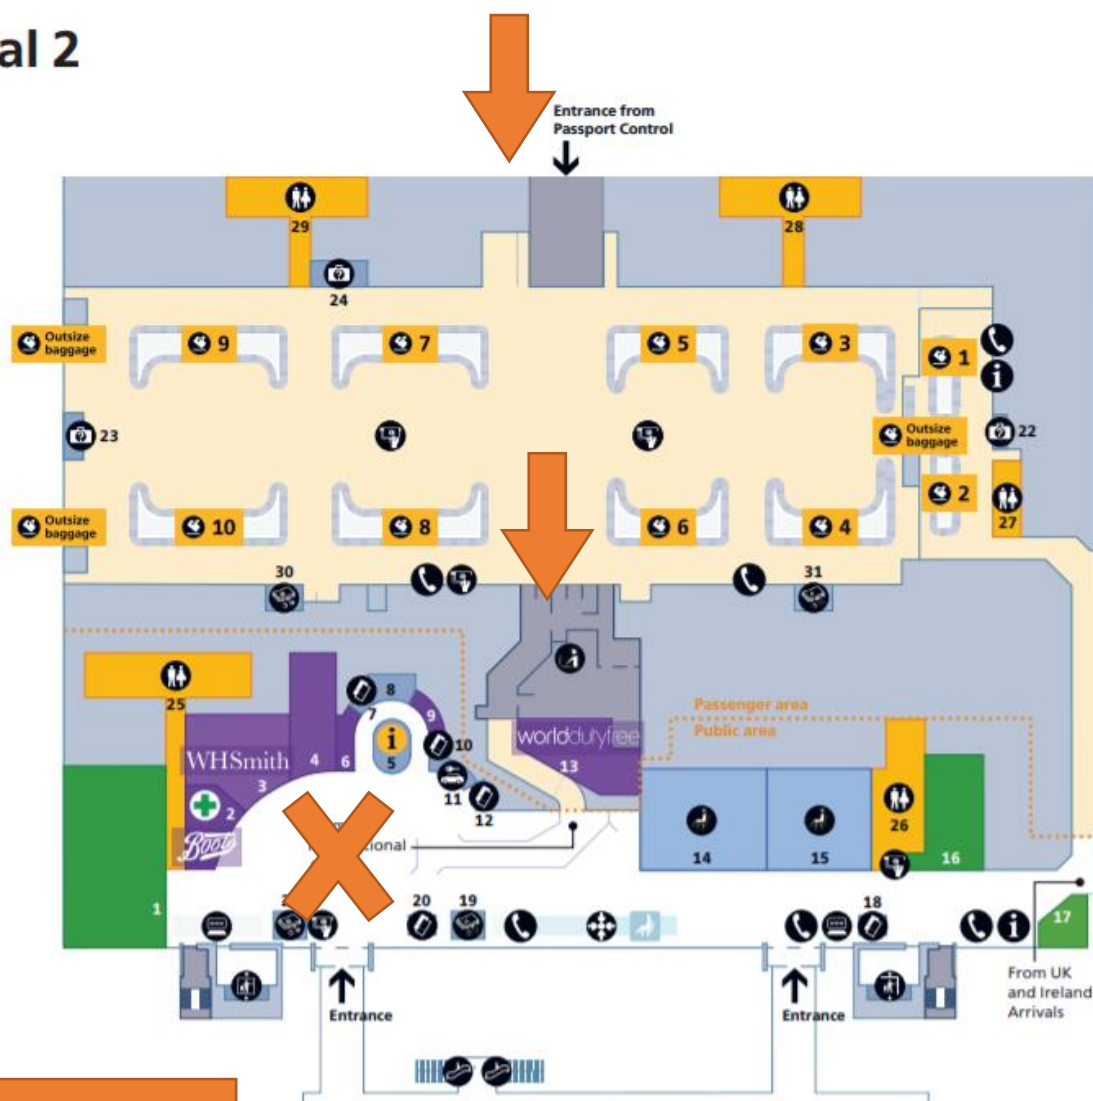 al 2
Entrance from
Passport Control
29
28
24
Outsize
baggage
9
7
5
3
1
23
Outsize
baggage
22
Outsize
baggage
10
8
6
4
2
27
30
31
25
8
7
9
Passenger area
Public area
i
5
10
WHSmith
4
6
3
worlddutyfree
13
11
12
2
Boots
14
15
26
16
ional
1
20
19
18
17
From UK
and Ireland
Arrivals
Entrance
Entrance